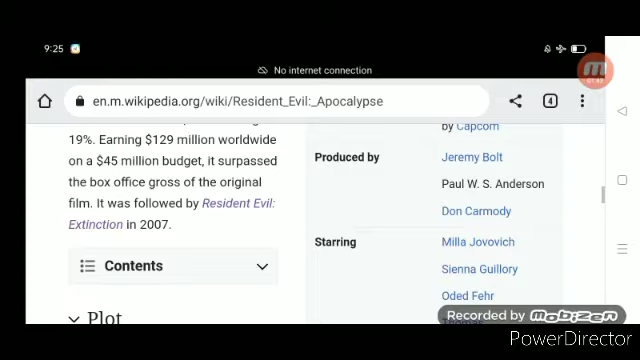 9:25
No internet connection
en.m.wikipedia.org/wiki/Resident_Evil:_Apocalypse
4
19%. Earning $129 million worldwide
on a $45 million budget, it surpassed
the box office gross of the original
film. It was followed by Resident Evil:
Extinction in 2007.
Contents
Plot
by Capcom
Produced by
Jeremy Bolt
Paul W. S. Anderson
Don Carmody
Starring
Milla Jovovich
Sienna Guillory
Oded Fehr
Recorded by Mobizen
PowerDirector